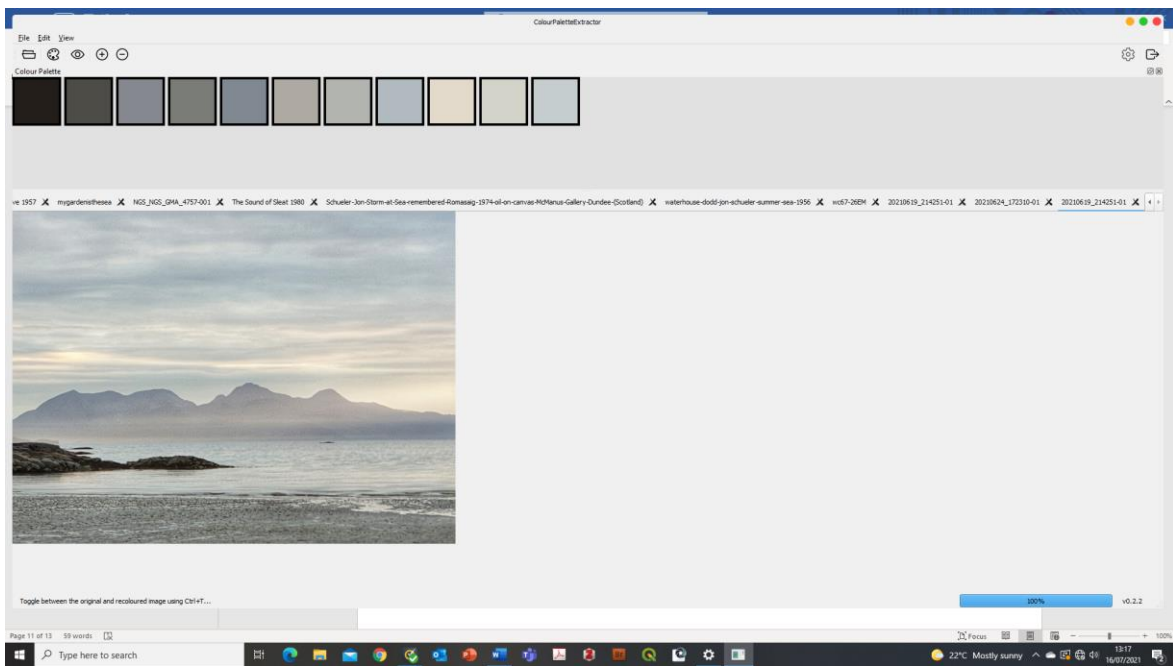 ColourPaletteExtractor
File Edit View
Colour Palette
ve 1957 mygardenisthesea NGS_NGS_GMA_4757-001 The Sound of Sleat 1980 Schueler-Jon-Storm-at-Sea-remembered-Romasaig-1974-oil-on-canvas-McManus-Gallery-Dundee-(Scotland) waterhouse-dodd-jon-schueler-summer-sea-1956 wc67-26EM 20210619_214251-01 20210624_172310-01 20210619_214251-01
Toggle between the original and recoloured image using Ctrl+T... 100% v0.2.2
Page 11 of 13 59 words Focus 100%
Type here to search 22°C Mostly sunny 13:17
16/07/2021